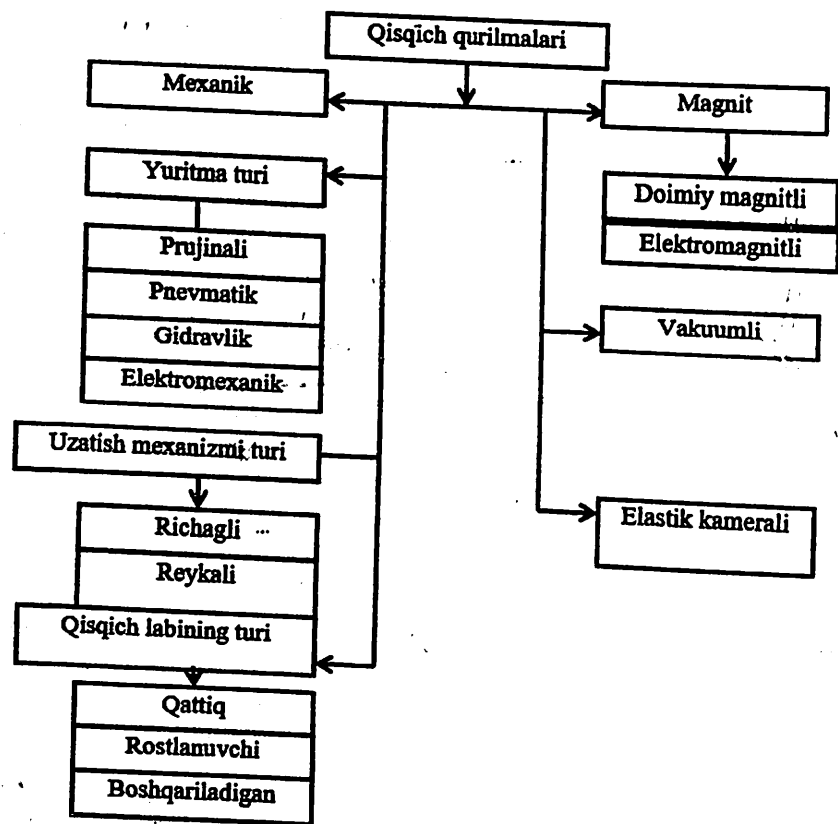 Qisqich qurilmalari
Mexanik
Magnit
Yuritma turi
Doimiy magnitli
Elektromagnitli
Prujinali
Pnevmatik
Gidravlik
Elektromexanik
Vakuumli
Uzatish mexanizmi turi
Richagli
Reykali
Elastik kamerali
Qisqich labining turi
Qattiq
Rostlanuvchi
Boshqariladigan